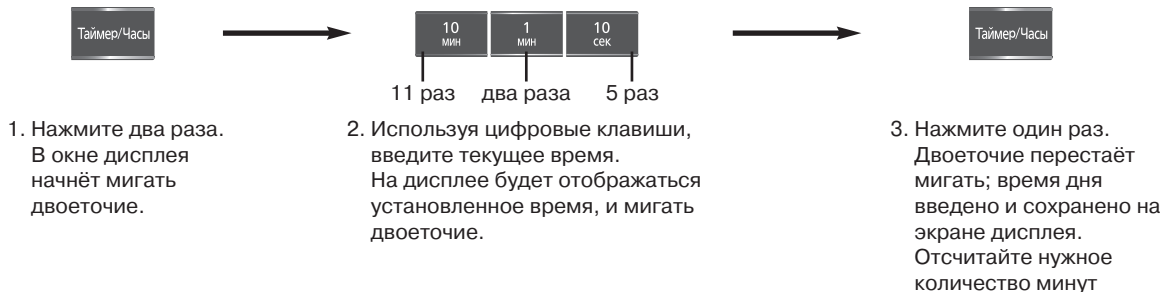 Таймер/Часы
10
мин
1
мин
10
сек
Таймер/Часы
11 раз
два раза
5 раз
1. Нажмите два раза.
В окне дисплея
начнёт мигать
двоеточие.
2. Используя цифровые клавиши,
введите текущее время.
На дисплее будет отображаться
установленное время, и мигать
двоеточие.
3. Нажмите один раз.
Двоеточие перестаёт
мигать; время дня
введено и сохранено на
экране дисплея.
Отсчитайте нужное
количество минут